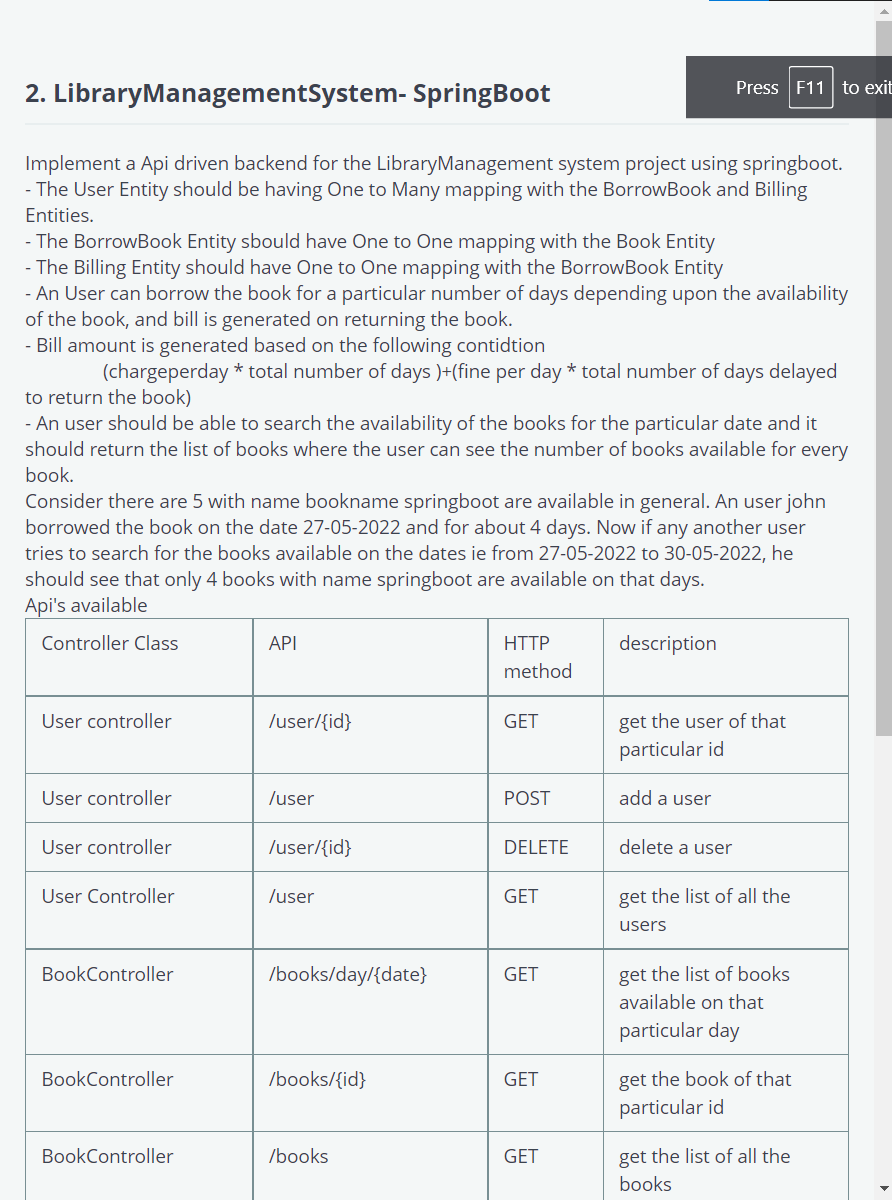 Press F11 to exit
2. LibraryManagementSystem- SpringBoot
Implement a Api driven backend for the LibraryManagement system project using springboot.
- The User Entity should be having One to Many mapping with the BorrowBook and Billing
Entities.
- The BorrowBook Entity sbould have One to One mapping with the Book Entity
- The Billing Entity should have One to One mapping with the BorrowBook Entity
- An User can borrow the book for a particular number of days depending upon the availability
of the book, and bill is generated on returning the book.
- Bill amount is generated based on the following contidtion
(chargeperday * total number of days )+(fine per day * total number of days delayed
to return the book)
- An user should be able to search the availability of the books for the particular date and it
should return the list of books where the user can see the number of books available for every
book.
Consider there are 5 with name bookname springboot are available in general. An user john
borrowed the book on the date 27-05-2022 and for about 4 days. Now if any another user
tries to search for the books available on the dates ie from 27-05-2022 to 30-05-2022, he
should see that only 4 books with name springboot are available on that days.
Api's available
Controller Class API HTTP description
method
User controller /user/{id} GET get the user of that
particular id
User controller /user POST add a user
User controller /user/{id} DELETE delete a user
User Controller /user GET get the list of all the
users
BookController /books/day/{date} GET get the list of books
available on that
particular day
BookController /books/{id} GET get the book of that
particular id
BookController /books GET get the list of all the
books